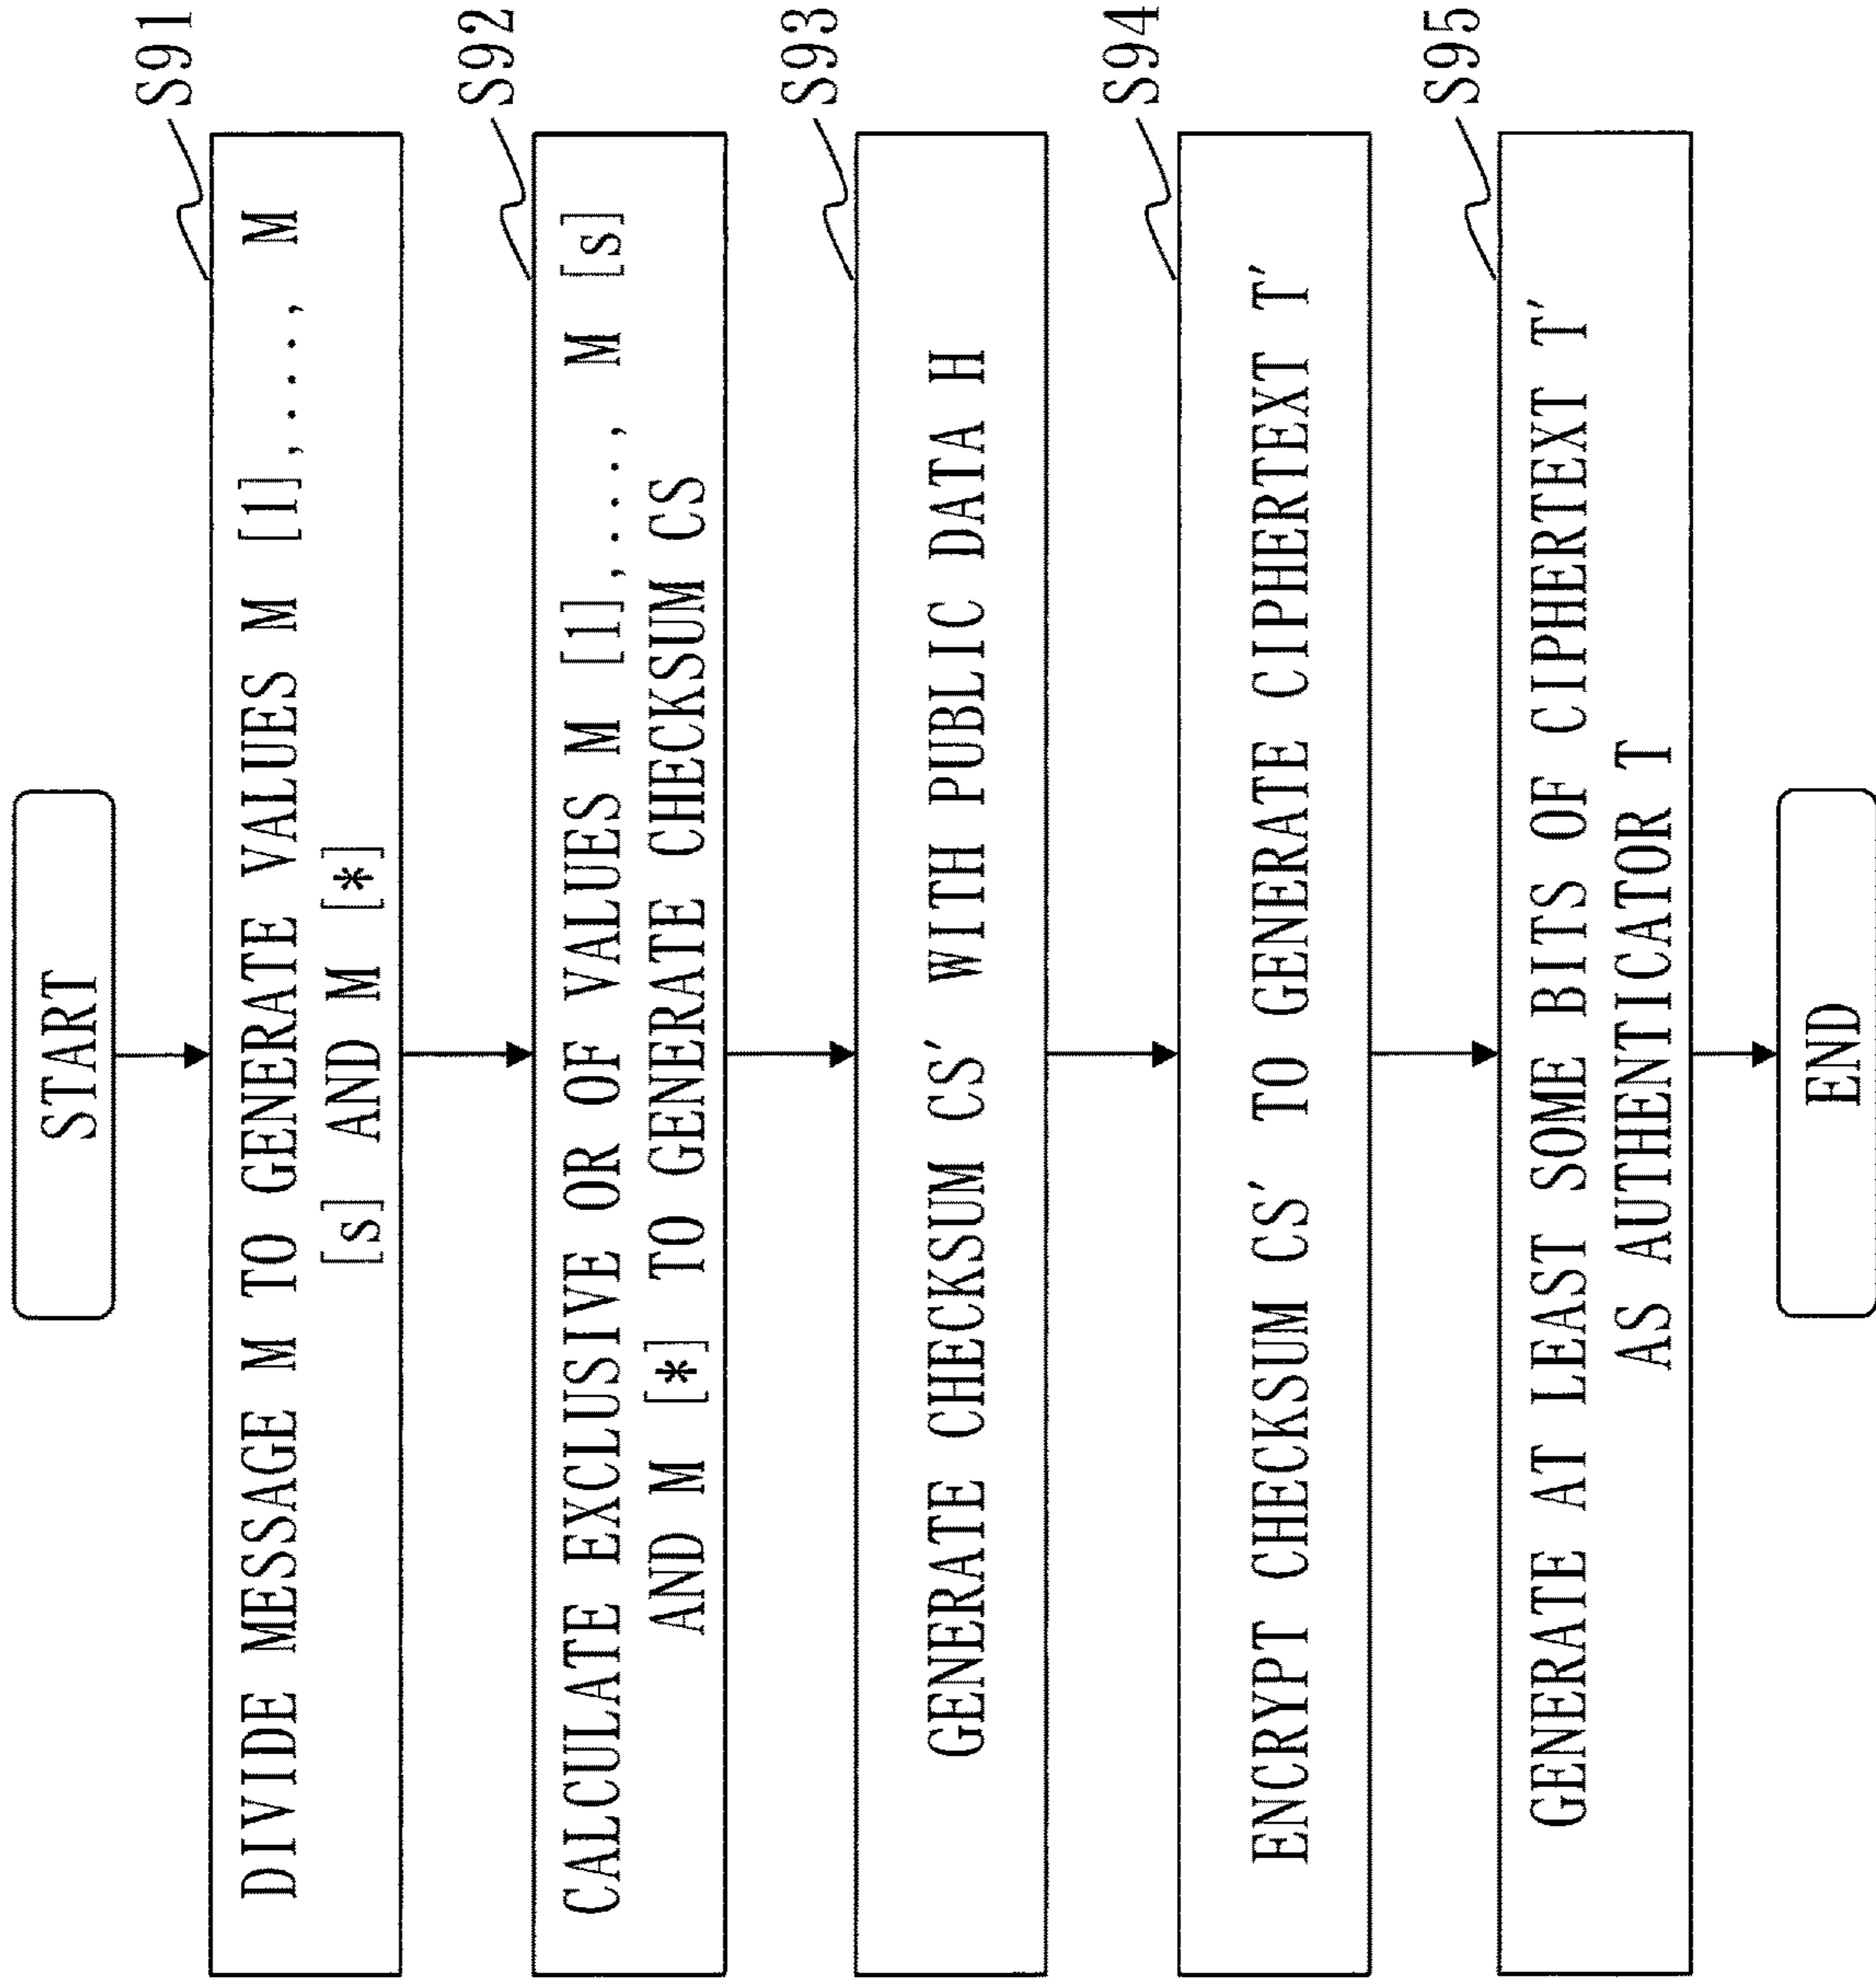 START
S91
DIVIDE MESSAGE M TO GENERATE VALUES M [1], ..., M
[s] AND M [*]
S92
CALCULATE EXCLUSIVE OR OF VALUES M [1], ..., M [s]
AND M [*] TO GENERATE CHECKSUM CS
S93
GENERATE CHECKSUM CS′ WITH PUBLIC DATA H
S94
ENCRYPT CHECKSUM CS′ TO GENERATE CIPHERTEXT T′
S95
GENERATE AT LEAST SOME BITS OF CIPHERTEXT T′
AS AUTHENTICATOR T
END